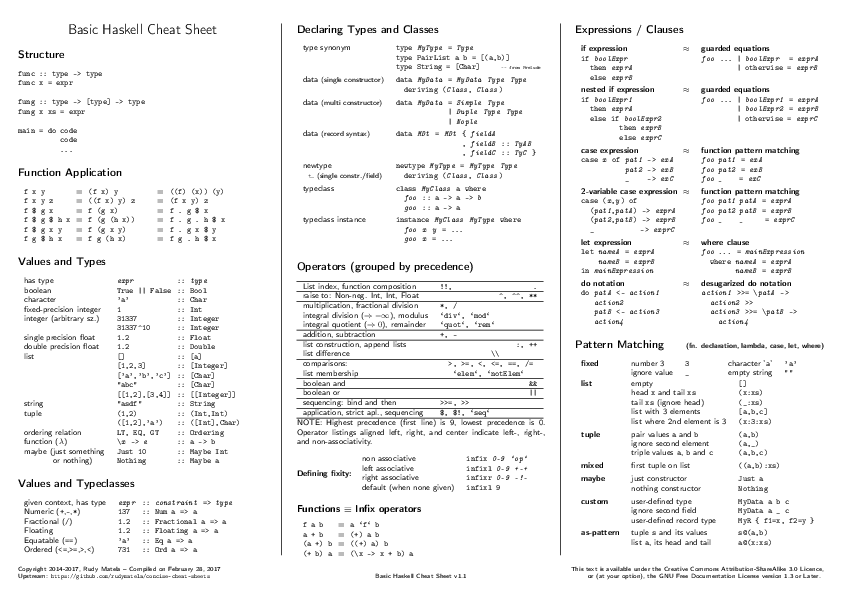 Basic Haskell Cheat Sheet
Structure
func :: type -> type
func x = expr
fung :: type -> [type] -> type
fung x xs = expr
main = do code
code
...
Function Application
f x y ≡ (f x) y ≡ ((f) (x)) (y)
f x y z ≡ ((f x) y) z ≡ (f x y) z
f $ g x ≡ f (g x) ≡ f . g $ x
f $ g $ h x ≡ f (g (h x)) ≡ f . g . h $ x
f $ g x y ≡ f (g x y) ≡ f . g x $ y
f g $ h x ≡ f g (h x) ≡ f g . h $ x
Values and Types
has type expr :: type
boolean True || False :: Bool
character 'a' :: Char
fixed-precision integer 1 :: Int
integer (arbitrary sz.) 31337 :: Integer
31337^10 :: Integer
single precision float 1.2 :: Float
double precision float 1.2 :: Double
list [] :: [a]
[1,2,3] :: [Integer]
['a','b','c'] :: [Char]
"abc" :: [Char]
[[1,2],[3,4]] :: [[Integer]]
string "asdf" :: String
tuple (1,2) :: (Int,Int)
([1,2],'a') :: ([Int],Char)
ordering relation LT, EQ, GT :: Ordering
function (λ) \x -> e :: a -> b
maybe (just something Just 10 :: Maybe Int
or nothing) Nothing :: Maybe a
Values and Typeclasses
given context, has type expr :: constraint => type
Numeric (+,-,*) 137 :: Num a => a
Fractional (/) 1.2 :: Fractional a => a
Floating 1.2 :: Floating a => a
Equatable (==) 'a' :: Eq a => a
Ordered (<=,>=,>,<) 731 :: Ord a => a
Copyright 2014-2017, Rudy Matela – Compiled on February 28, 2017
Upstream: https://github.com/rudymatela/concise-cheat-sheets
Declaring Types and Classes
type synonym type MyType = Type
type PairList a b = [(a,b)]
type String = [Char] -- from Prelude
data (single constructor) data MyData = MyData Type Type
deriving (Class, Class)
data (multi constructor) data MyData = Simple Type
| Duple Type Type
| Nople
data (record syntax) data MDt = MDt { fieldA
, fieldB :: TyAB
, fieldC :: TyC }
newtype newtype MyType = MyType Type
(single constr./field) deriving (Class, Class)
typeclass class MyClass a where
foo :: a -> a -> b
goo :: a -> a
typeclass instance instance MyClass MyType where
foo x y = ...
goo x = ...
Operators (grouped by precedence)
List index, function composition !!, .
raise to: Non-neg. Int, Int, Float ^, ^^, **
multiplication, fractional division *, /
integral division (⇒ −∞), modulus `div`, `mod`
integral quotient (⇒ 0), remainder `quot`, `rem`
addition, subtraction +, -
list construction, append lists :, ++
list difference \\
comparisons: >, >=, <, <=, ==, /=
list membership `elem`, `notElem`
boolean and &&
boolean or ||
sequencing: bind and then >>=, >>
application, strict apl., sequencing $, $!, `seq`
NOTE: Highest precedence (first line) is 9, lowest precedence is 0.
Operator listings aligned left, right, and center indicate left-, right-,
and non-associativity.
Defining fixity:
non associative infix 0-9 `op`
left associative infixl 0-9 +-+
right associative infixr 0-9 -!-
default (when none given) infixl 9
Functions ≡ Infix operators
f a b ≡ a `f` b
a + b ≡ (+) a b
(a +) b ≡ ((+) a) b
(+ b) a ≡ (\x -> x + b) a
Basic Haskell Cheat Sheet v1.1
Expressions / Clauses
if expression ≈ guarded equations
if boolExpr foo ... | boolExpr = exprA
then exprA | otherwise = exprB
else exprB
nested if expression ≈ guarded equations
if boolExpr1 foo ... | boolExpr1 = exprA
then exprA | boolExpr2 = exprB
else if boolExpr2 | otherwise = exprC
then exprB
else exprC
case expression ≈ function pattern matching
case x of pat1 -> exA foo pat1 = exA
pat2 -> exB foo pat2 = exB
_ -> exC foo _ = exC
2-variable case expression ≈ function pattern matching
case (x,y) of foo pat1 patA = exprA
(pat1,patA) -> exprA foo pat2 patB = exprB
(pat2,patB) -> exprB foo _ _ = exprC
_ -> exprC
let expression ≈ where clause
let nameA = exprA foo ... = mainExpression
nameB = exprB where nameA = exprA
in mainExpression nameB = exprB
do notation ≈ desugarized do notation
do patA <- action1 action1 >>= \patA ->
action2 action2 >>
patB <- action3 action3 >>= \patB ->
action4 action4
Pattern Matching (fn. declaration, lambda, case, let, where)
fixed number 3 3 character 'a' 'a'
ignore value _ empty string ""
list empty []
head x and tail xs (x:xs)
tail xs (ignore head) (_:xs)
list with 3 elements [a,b,c]
list where 2nd element is 3 (x:3:xs)
tuple pair values a and b (a,b)
ignore second element (a,_)
triple values a, b and c (a,b,c)
mixed first tuple on list ((a,b):xs)
maybe just constructor Just a
nothing constructor Nothing
custom user-defined type MyData a b c
ignore second field MyData a _ c
user-defined record type MyR { f1=x, f2=y }
as-pattern tuple s and its values s@(a,b)
list a, its head and tail a@(x:xs)
This text is available under the Creative Commons Attribution-ShareAlike 3.0 Licence,
or (at your option), the GNU Free Documentation License version 1.3 or Later.